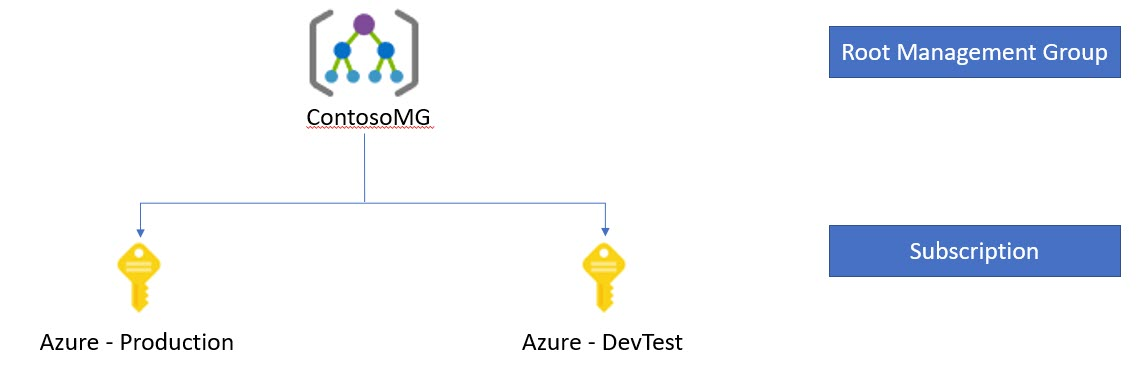 Root Management Group
ContosoMG
Subscription
Azure - Production
Azure - DevTest